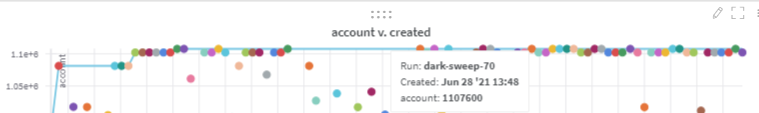 account v. created
1.1e+6
1.05e+6
account
Run: dark-sweep-70
Created: Jun 28 '21 13:48
account: 1107600